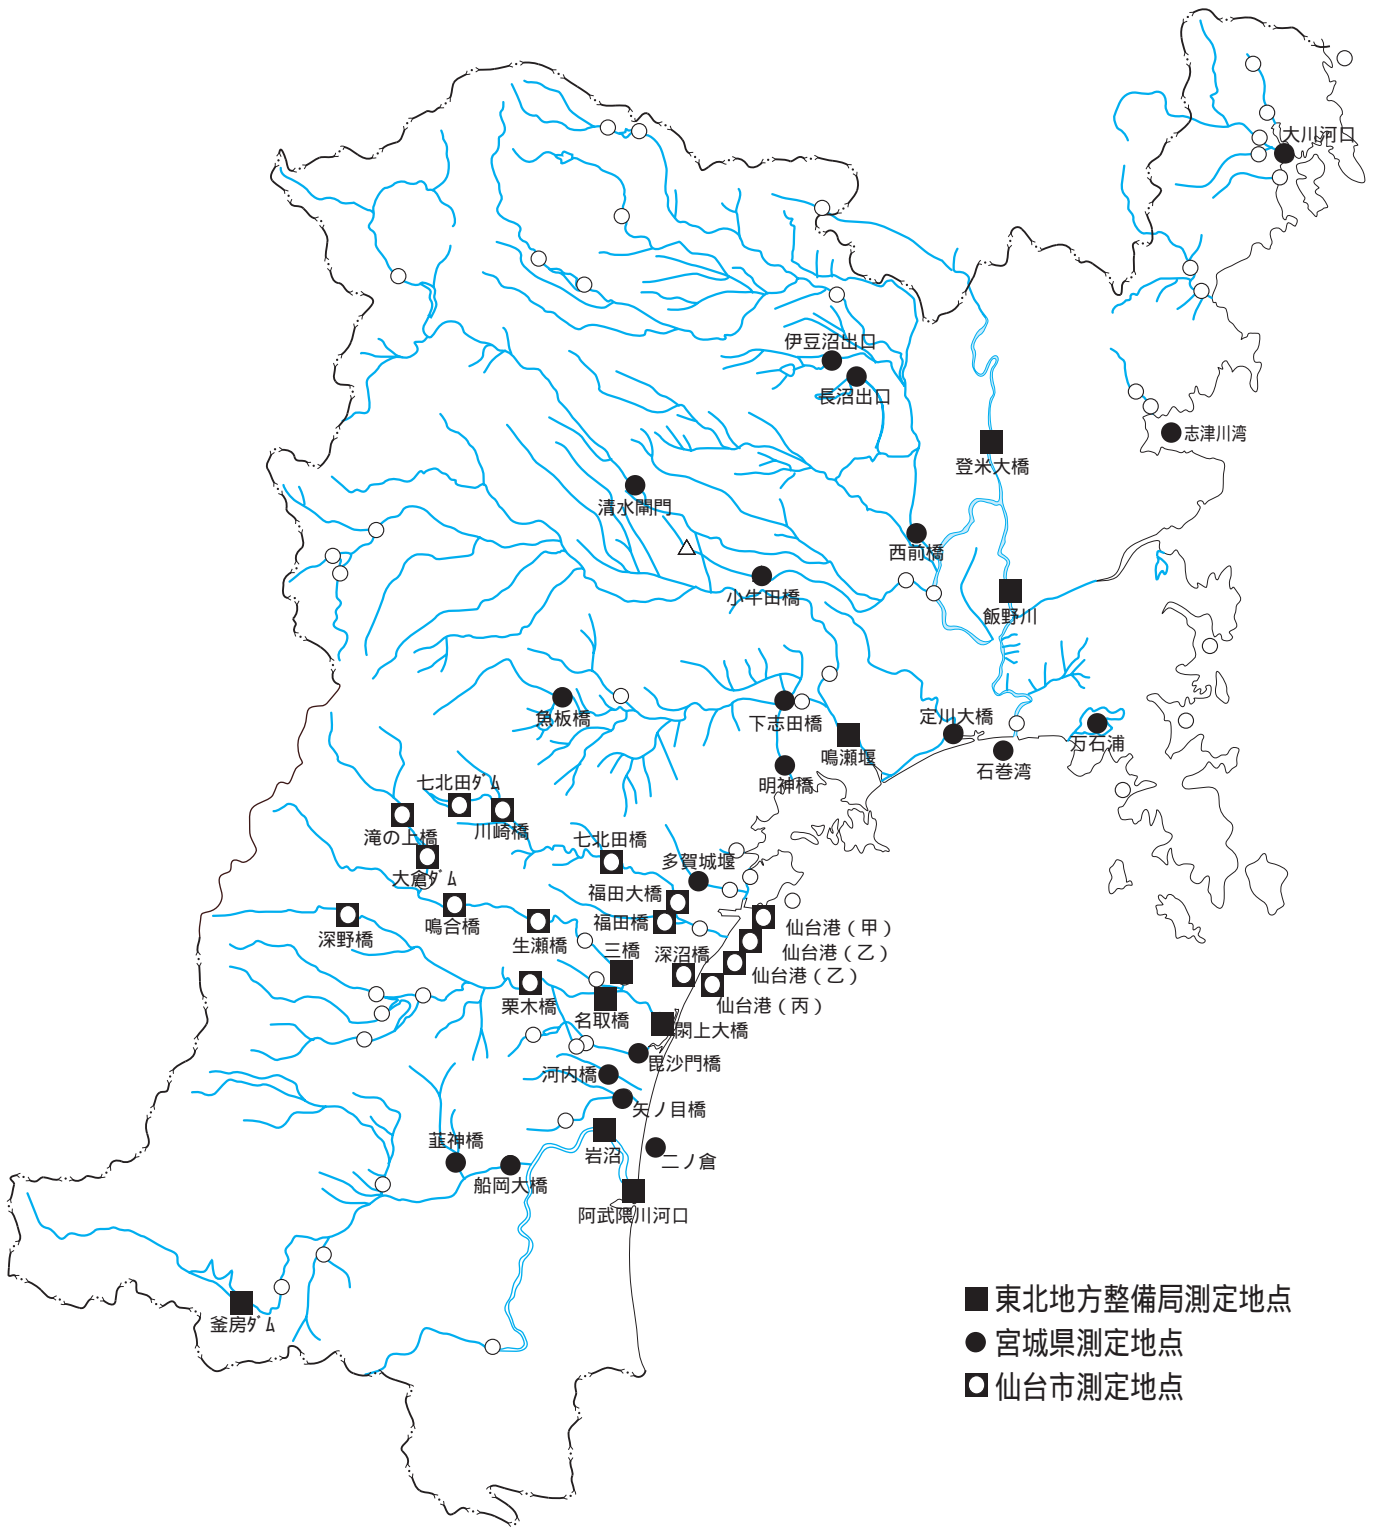 大川河口
伊豆沼出口
長沼出口
志津川湾
登米大橋
清水閘門
西前橋
小牛田橋
飯野川
魚板橋
下志田橋
定川大橋
鳴瀬堰
万石浦
石巻湾
明神橋
七北田ダム
滝の上橋
川崎橋
七北田橋
多賀城堰
大倉ダム
福田大橋
鳴合橋
福田橋
仙台港（甲）
深野橋
生瀬橋
三橋
深沼橋
仙台港（乙）
仙台港（乙）
栗木橋
名取橋
仙台港（丙）
閖上大橋
毘沙門橋
河内橋
矢ノ目橋
韮神橋
岩沼
二ノ倉
船岡大橋
阿武隈川河口
釜房ダム
東北地方整備局測定地点
宮城県測定地点
仙台市測定地点